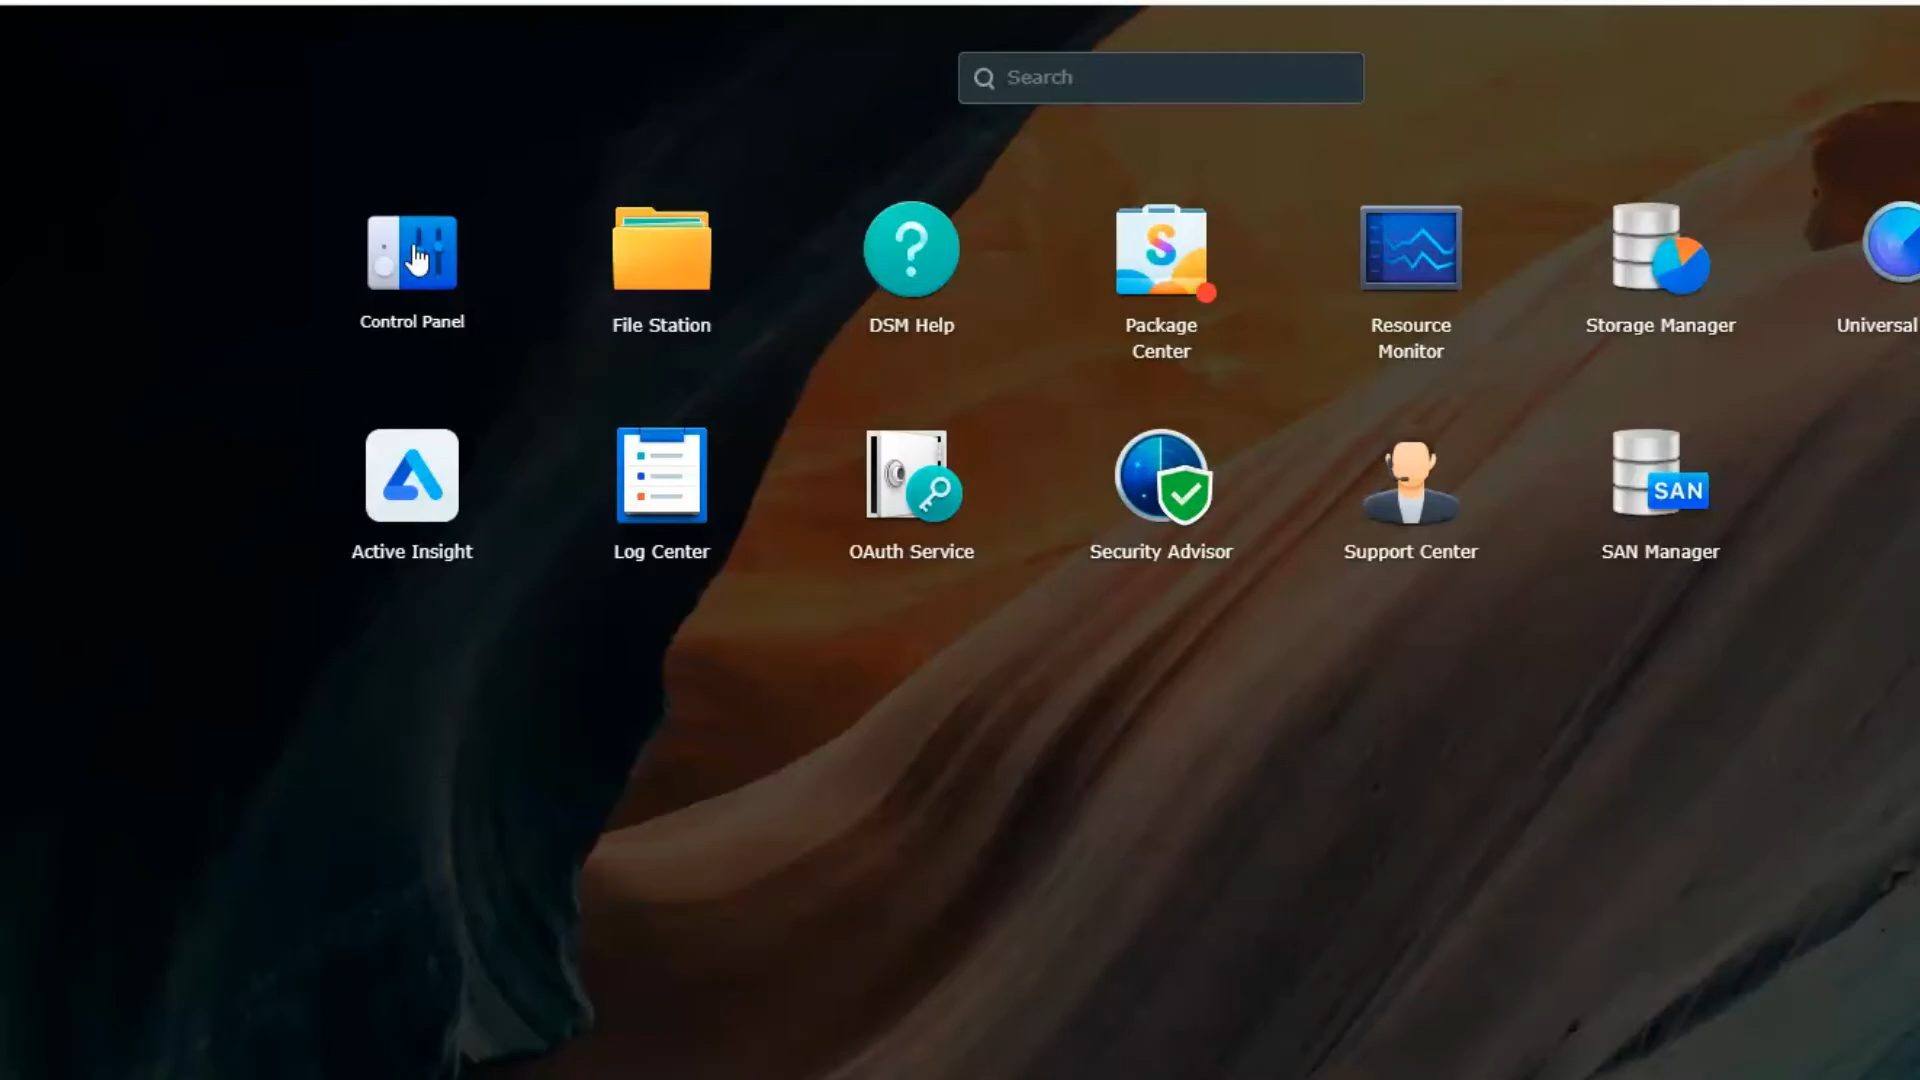 Search
Control Panel
File Station
DSM Help
Package
Center
Resource
Monitor
Storage Manager
Universal
Active Insight
Log Center
OAuth Service
Security Advisor
Support Center
SAN
SAN Manager